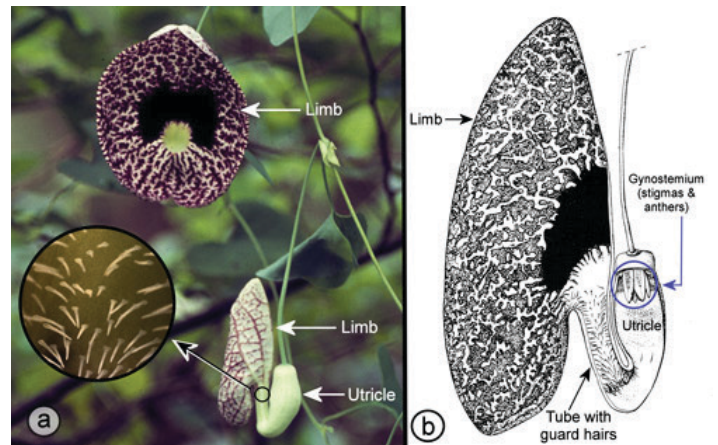 Limb
Limb
Utricle
a
Limb
Gynostemium
(stigmas &
anthers)
Utricle
Tube with
guard hairs
b